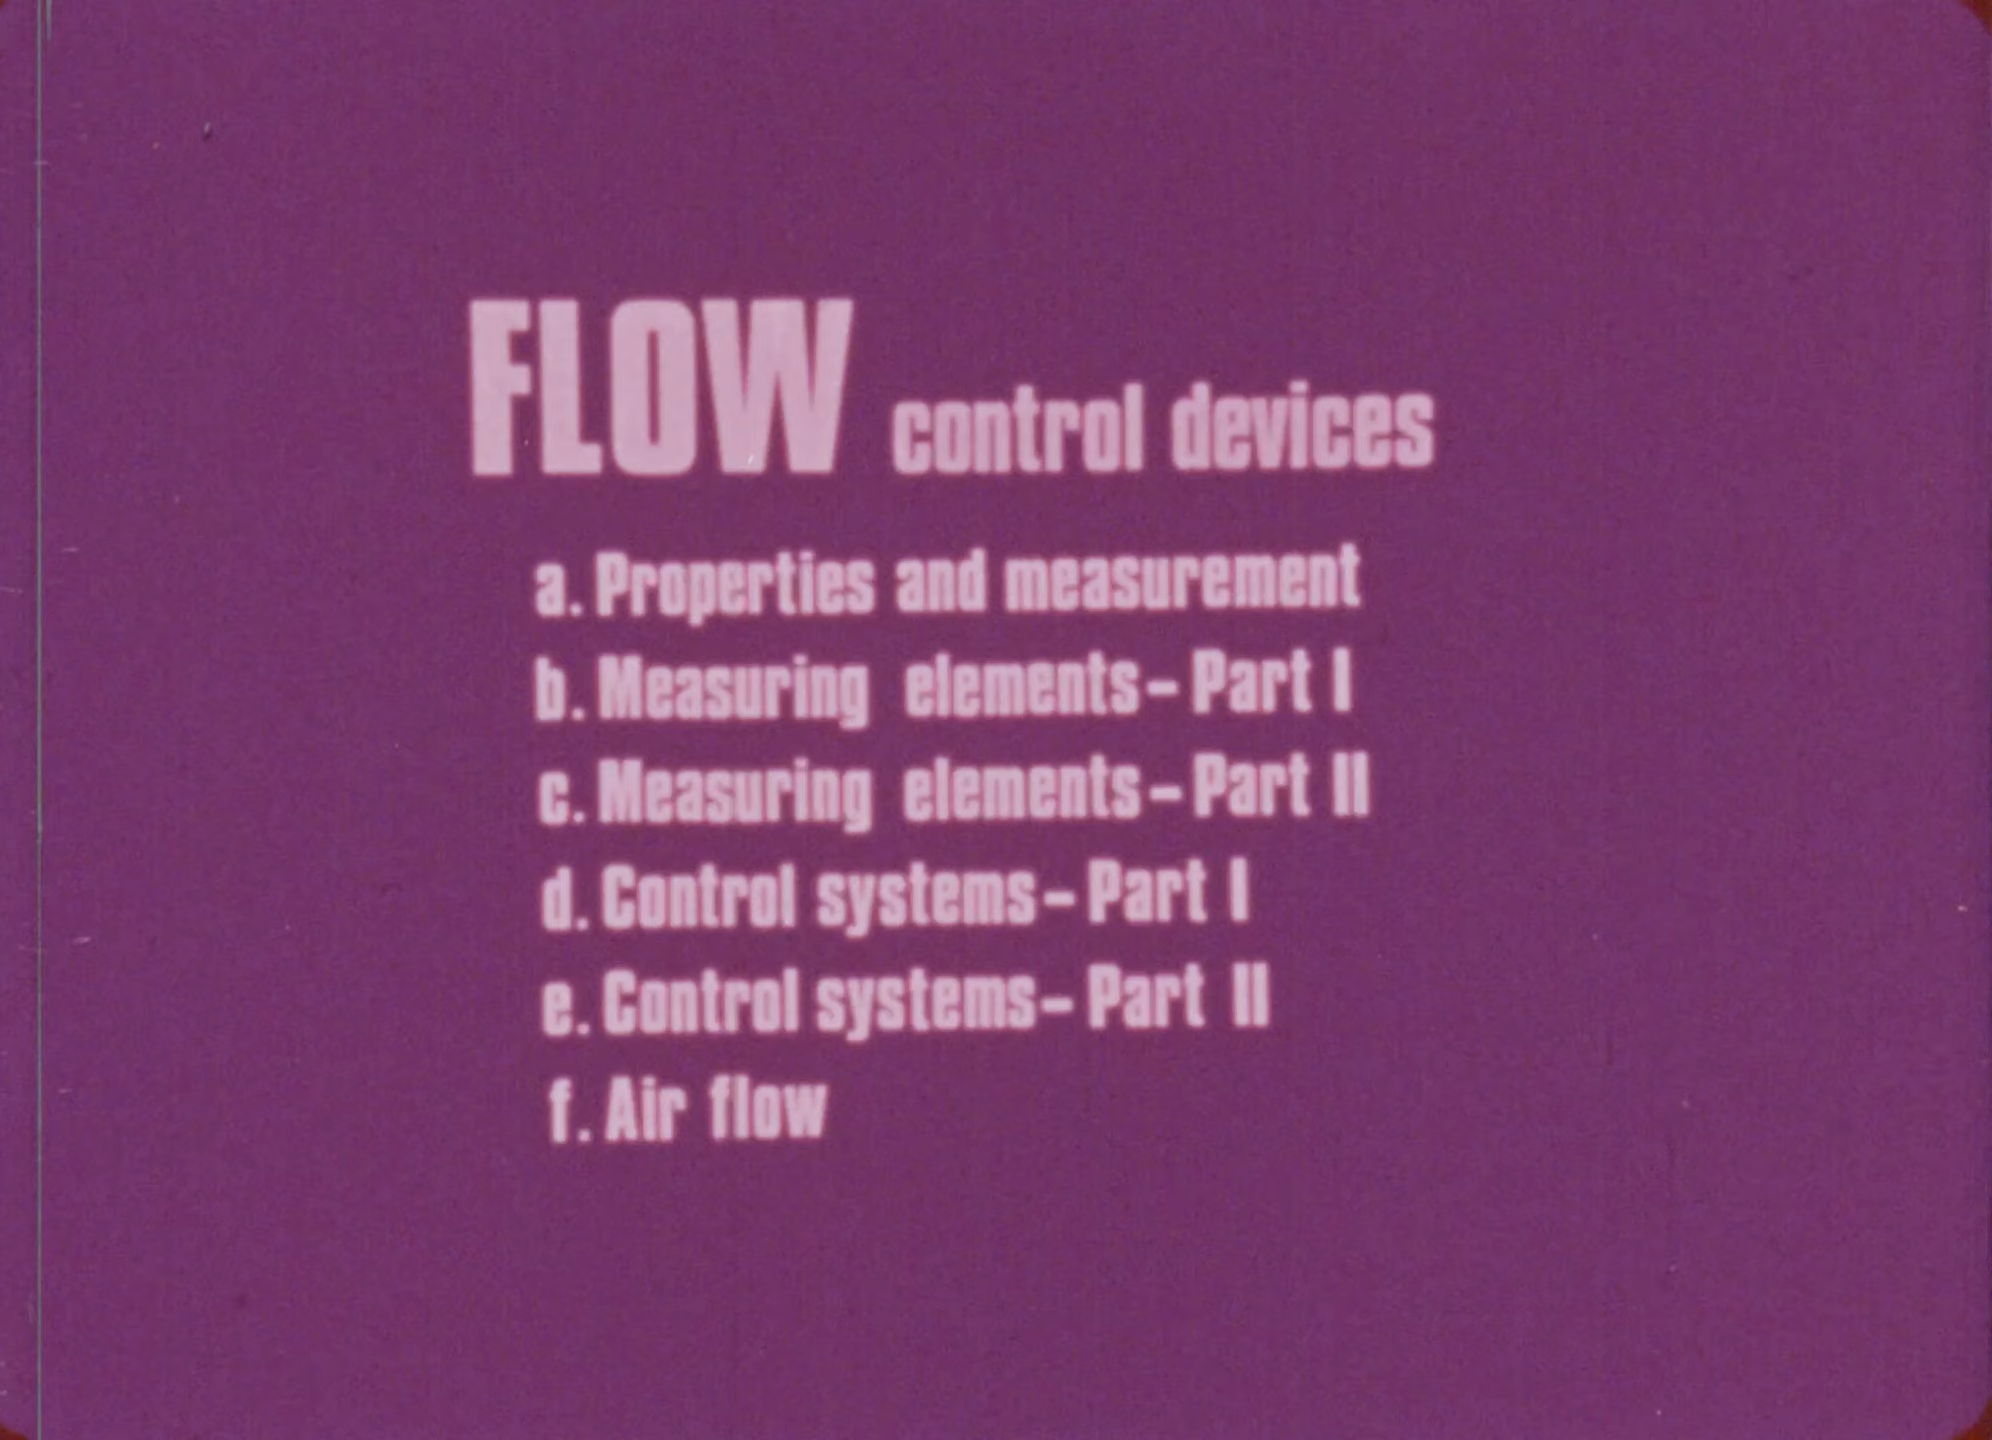 FLOW control devices
a. Properties and measurement
b. Measuring elements – Part I
c. Measuring elements – Part II
d. Control systems – Part I
e. Control systems – Part II
f. Air flow